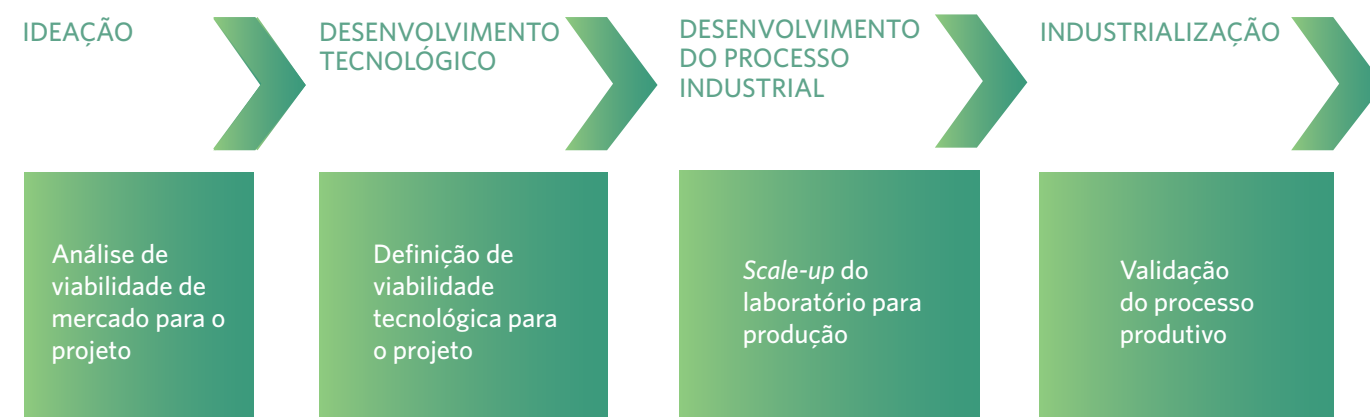 IDEAÇÃO
Análise de
viabilidade de
mercado para o
projeto
DESENVOLVIMENTO
TECNOLÓGICO
Definição de
viabilidade
tecnológica para
o projeto
DESENVOLVIMENTO
DO PROCESSO
INDUSTRIAL
Scale-up do
laboratório para
produção
INDUSTRIALIZAÇÃO
Validação
do processo
produtivo